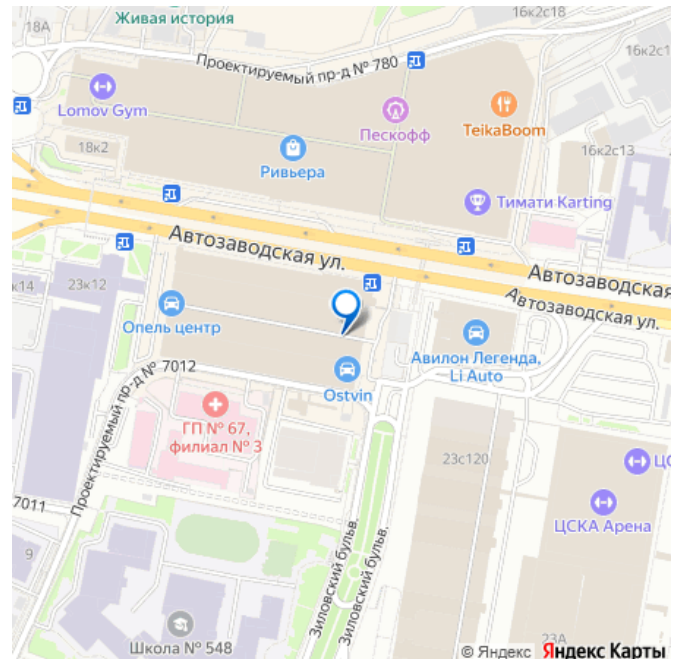 16к2с18
18А
Живая история
16к2с1
Проектируемый пр-д № 780
Lomov Gym
Пескофф
TeikaBoom
18к2
Ривьера
16к2с13
Тимати Karting
Автозаводская ул.
Автозаводская
Автозаводская ул.
к14
23к12
Опель центр
Авилон Легенда,
Li Auto
Проектируемый пр-д № 7012
Ostvin
ГП № 67,
филиал № 3
23с120
ЦС
7011
ЦСКА Арена
9
Зиловский бульв.
Зиловский бульв.
Школа № 548
23А
© Яндекс Яндекс Карты